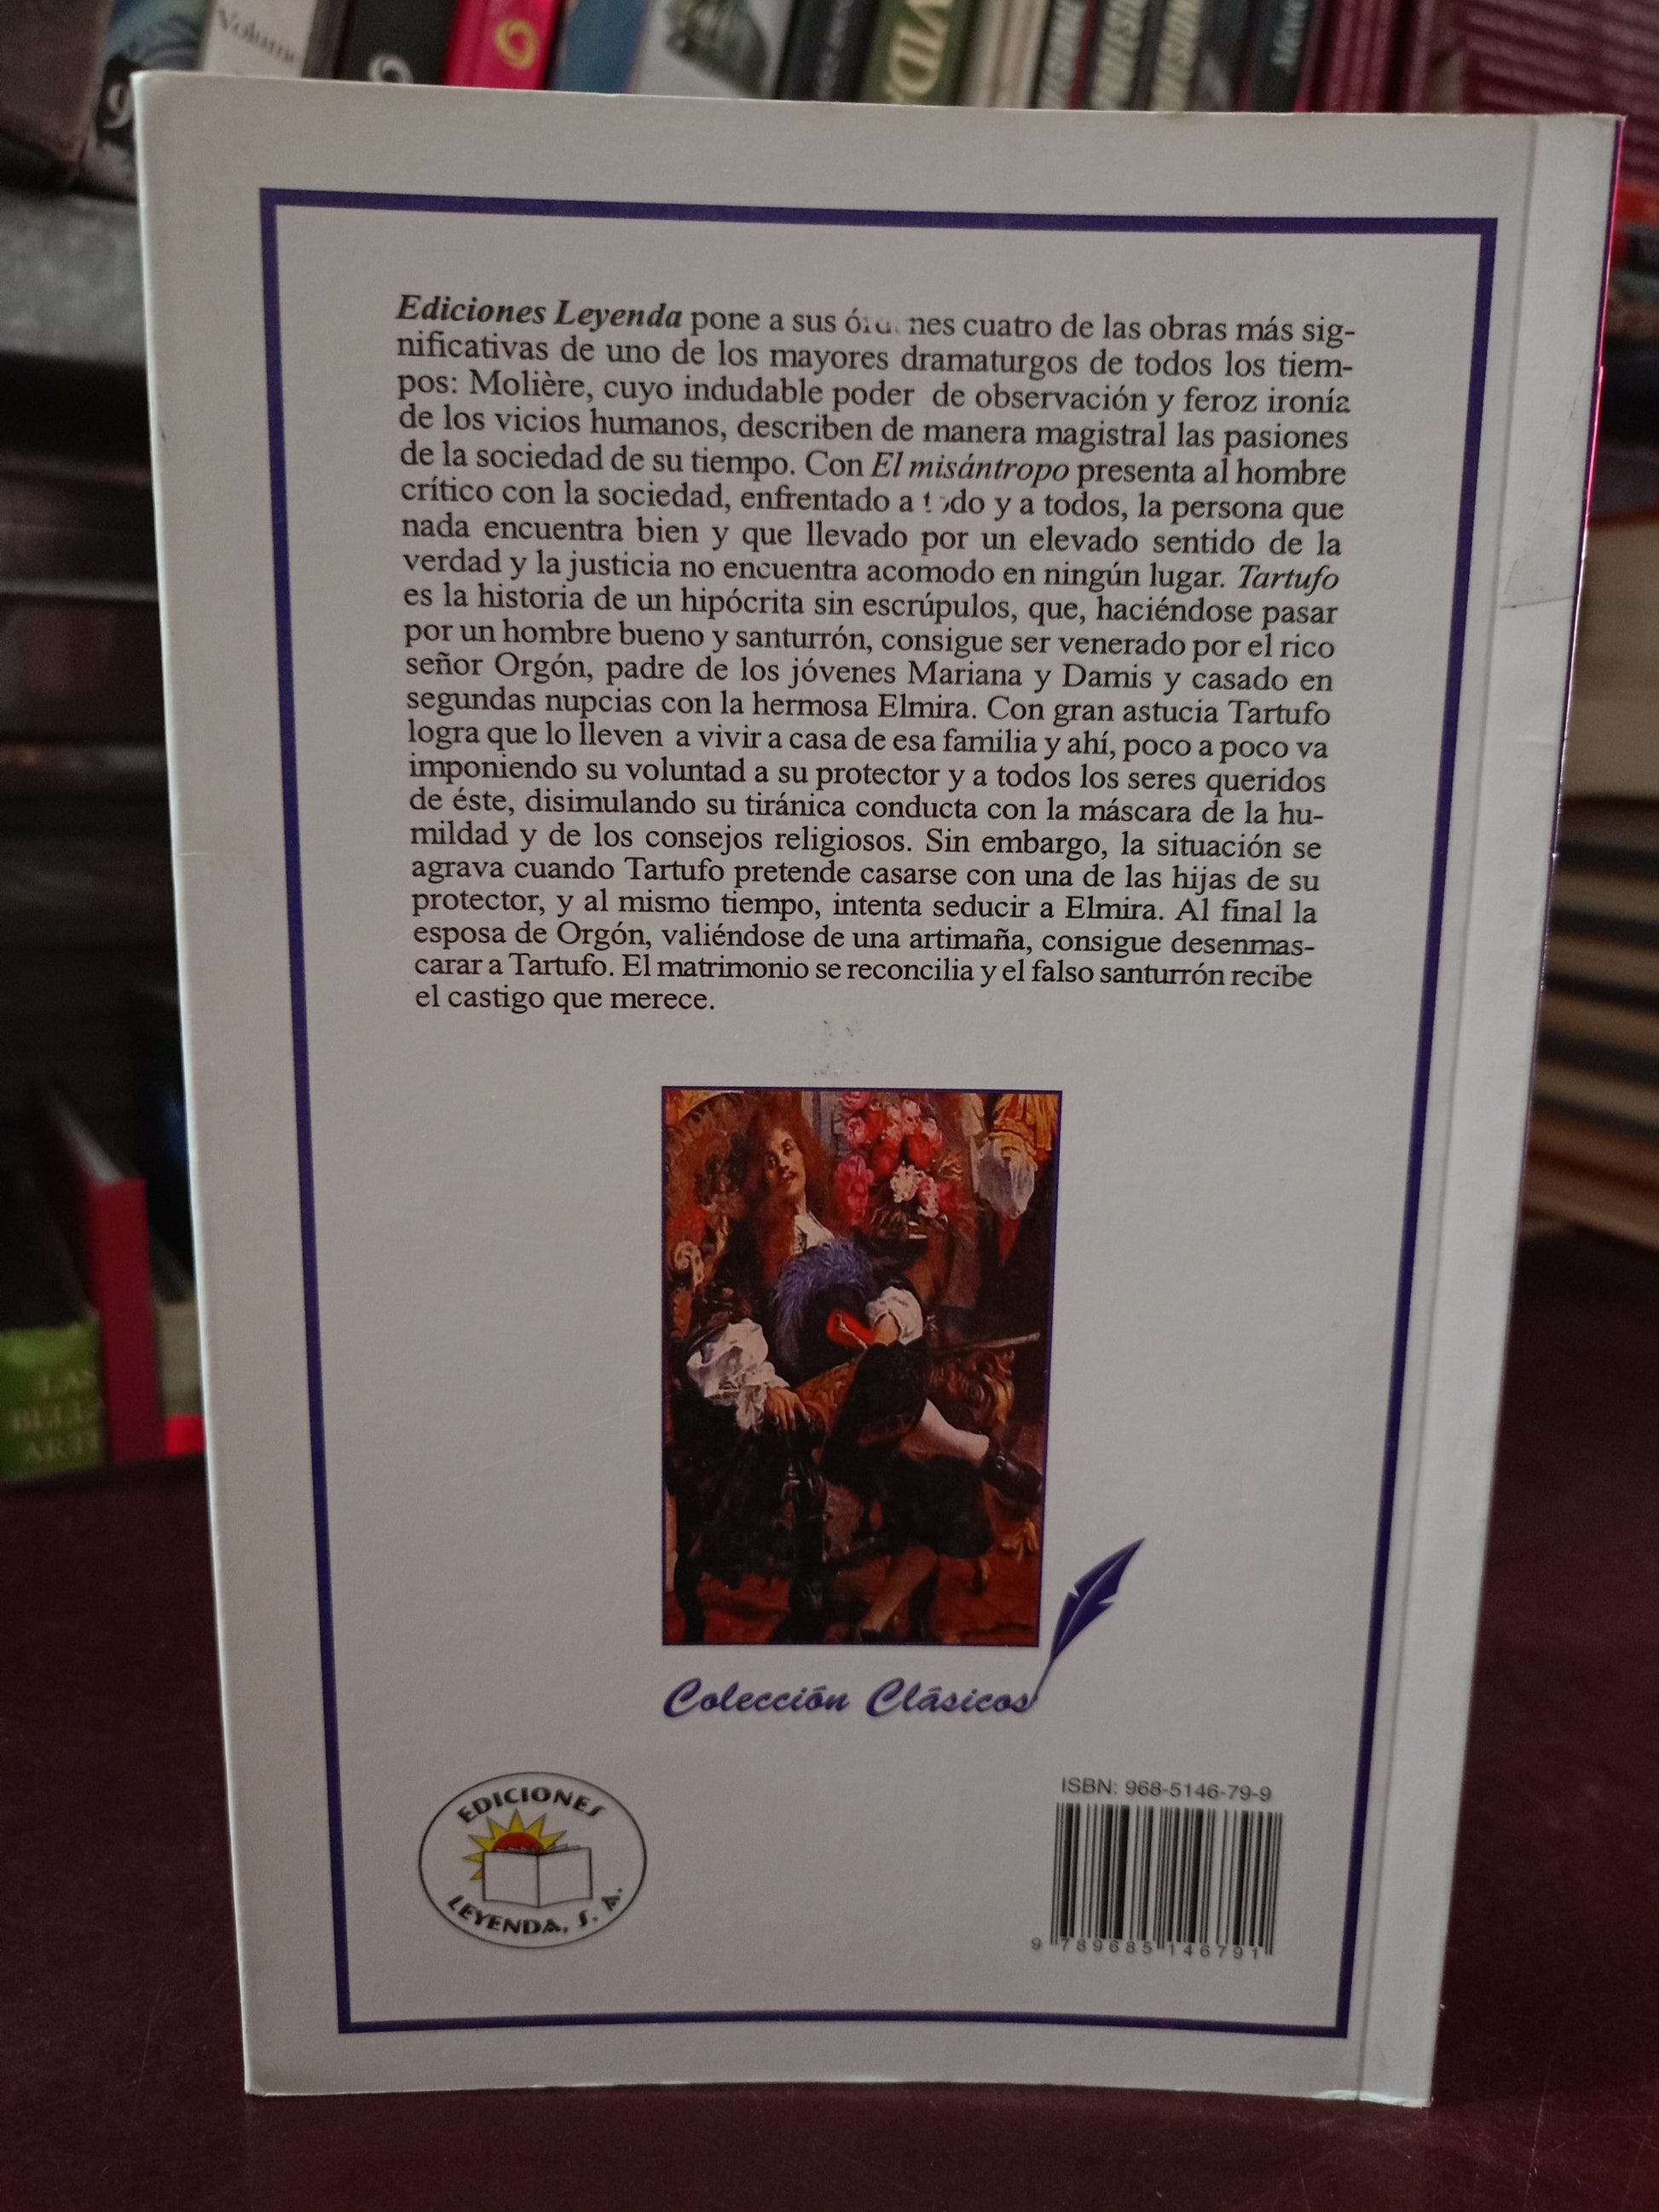 Volume
9
9
VIDA
Ediciones Leyenda pone a sus órdenes cuatro de las obras más sig-
nificativas de uno de los mayores dramaturgos de todos los tiem-
pos: Molière, cuyo indudable poder de observación y feroz ironía
de los vicios humanos, describen de manera magistral las pasiones
de la sociedad de su tiempo. Con El misántropo presenta al hombre
crítico con la sociedad, enfrentado a todo y a todos, la persona que
nada encuentra bien y que llevado por un elevado sentido de la
verdad y la justicia no encuentra acomodo en ningún lugar. Tartufo
es la historia de un hipócrita sin escrúpulos, que, haciéndose pasar
por un hombre bueno y santurrón, consigue ser venerado por el rico
señor Orgón, padre de los jóvenes Mariana y Damis y casado en
segundas nupcias con la hermosa Elmira. Con gran astucia Tartufo
logra que lo lleven a vivir a casa de esa familia y ahí, poco a poco va
imponiendo su voluntad a su protector y a todos los seres queridos
de éste, disimulando su tiránica conducta con la máscara de la hu-
mildad y de los consejos religiosos. Sin embargo, la situación se
agrava cuando Tartufo pretende casarse con una de las hijas de su
protector, y al mismo tiempo, intenta seducir a Elmira. Al final la
esposa de Orgón, valiéndose de una artimaña, consigue desenmas-
carar a Tartufo. El matrimonio se reconcilia y el falso santurrón recibe
el castigo que merece.
Colección Clásicos
EDICIONES
LEYENDA, S. A.
ISBN: 968-5146-79-9
9 789685 146791
LAS
BELLAS
ARTES